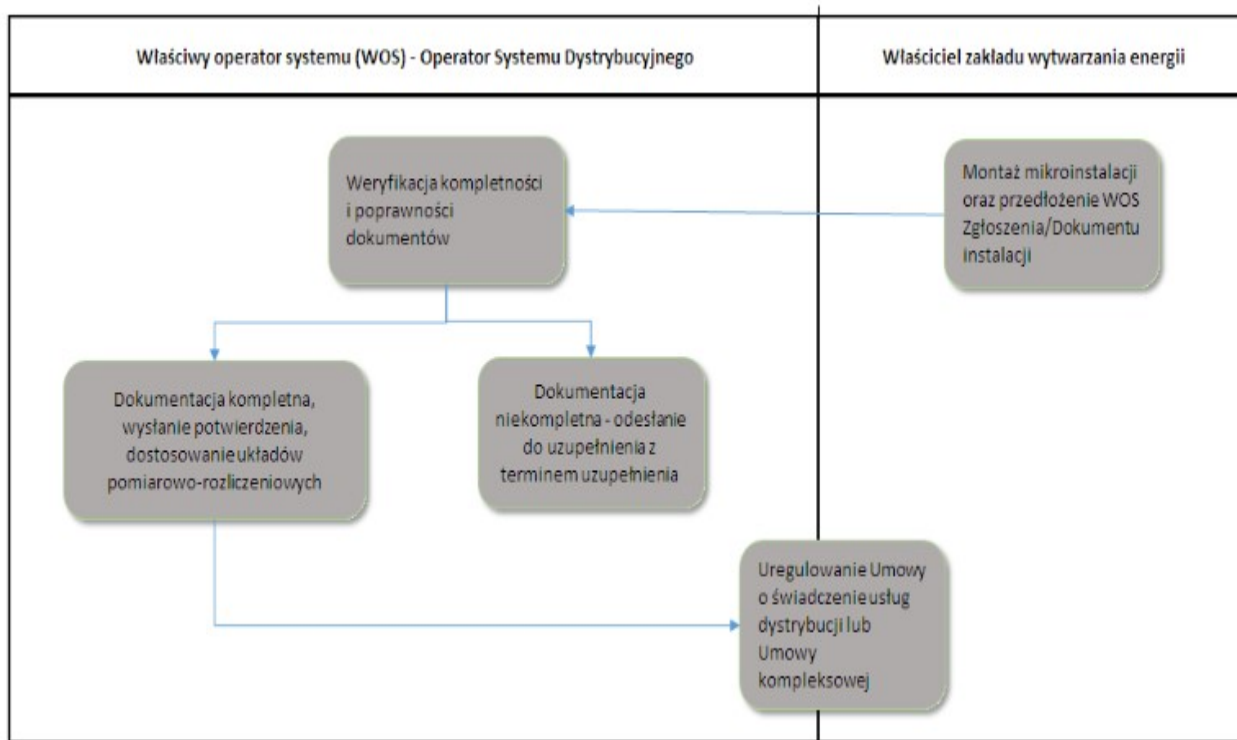 Właściwy operator systemu (WOS) - Operator Systemu Dystrybucyjnego
Właściciel zakładu wytwarzania energii
Montaż mikroinstalacji
oraz przedłożenie WOS
Zgłoszenia/Dokumentu
instalacji
Weryfikacja kompletności
i poprawności
dokumentów
Dokumentacja kompletna,
wysłanie potwierdzenia,
dostosowanie układów
pomiarowo-rozliczeniowych
Dokumentacja
niekompletna - odesłanie
do uzupełnienia z
terminem uzupełnienia
Uregulowanie Umowy
o świadczenie usług
dystrybucji lub
Umowy
kompleksowej